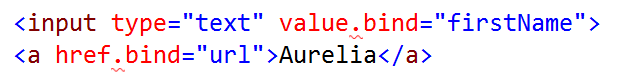 <input type="text" value.bind="firstName">
<a href.bind="url">Aurelia</a>